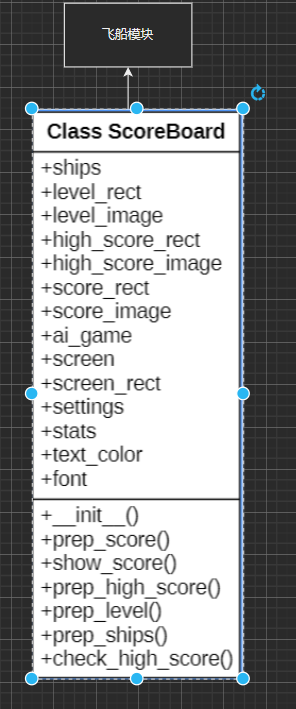 飞船模块
Class ScoreBoard
+ships
+level_rect
+level_image
+high_score_rect
+high_score_image
+score_rect
+score_image
+ai_game
+screen
+screen_rect
+settings
+stats
+text_color
+font
+__init__()
+prep_score()
+show_score()
+prep_high_score()
+prep_level()
+prep_ships()
+check_high_score()